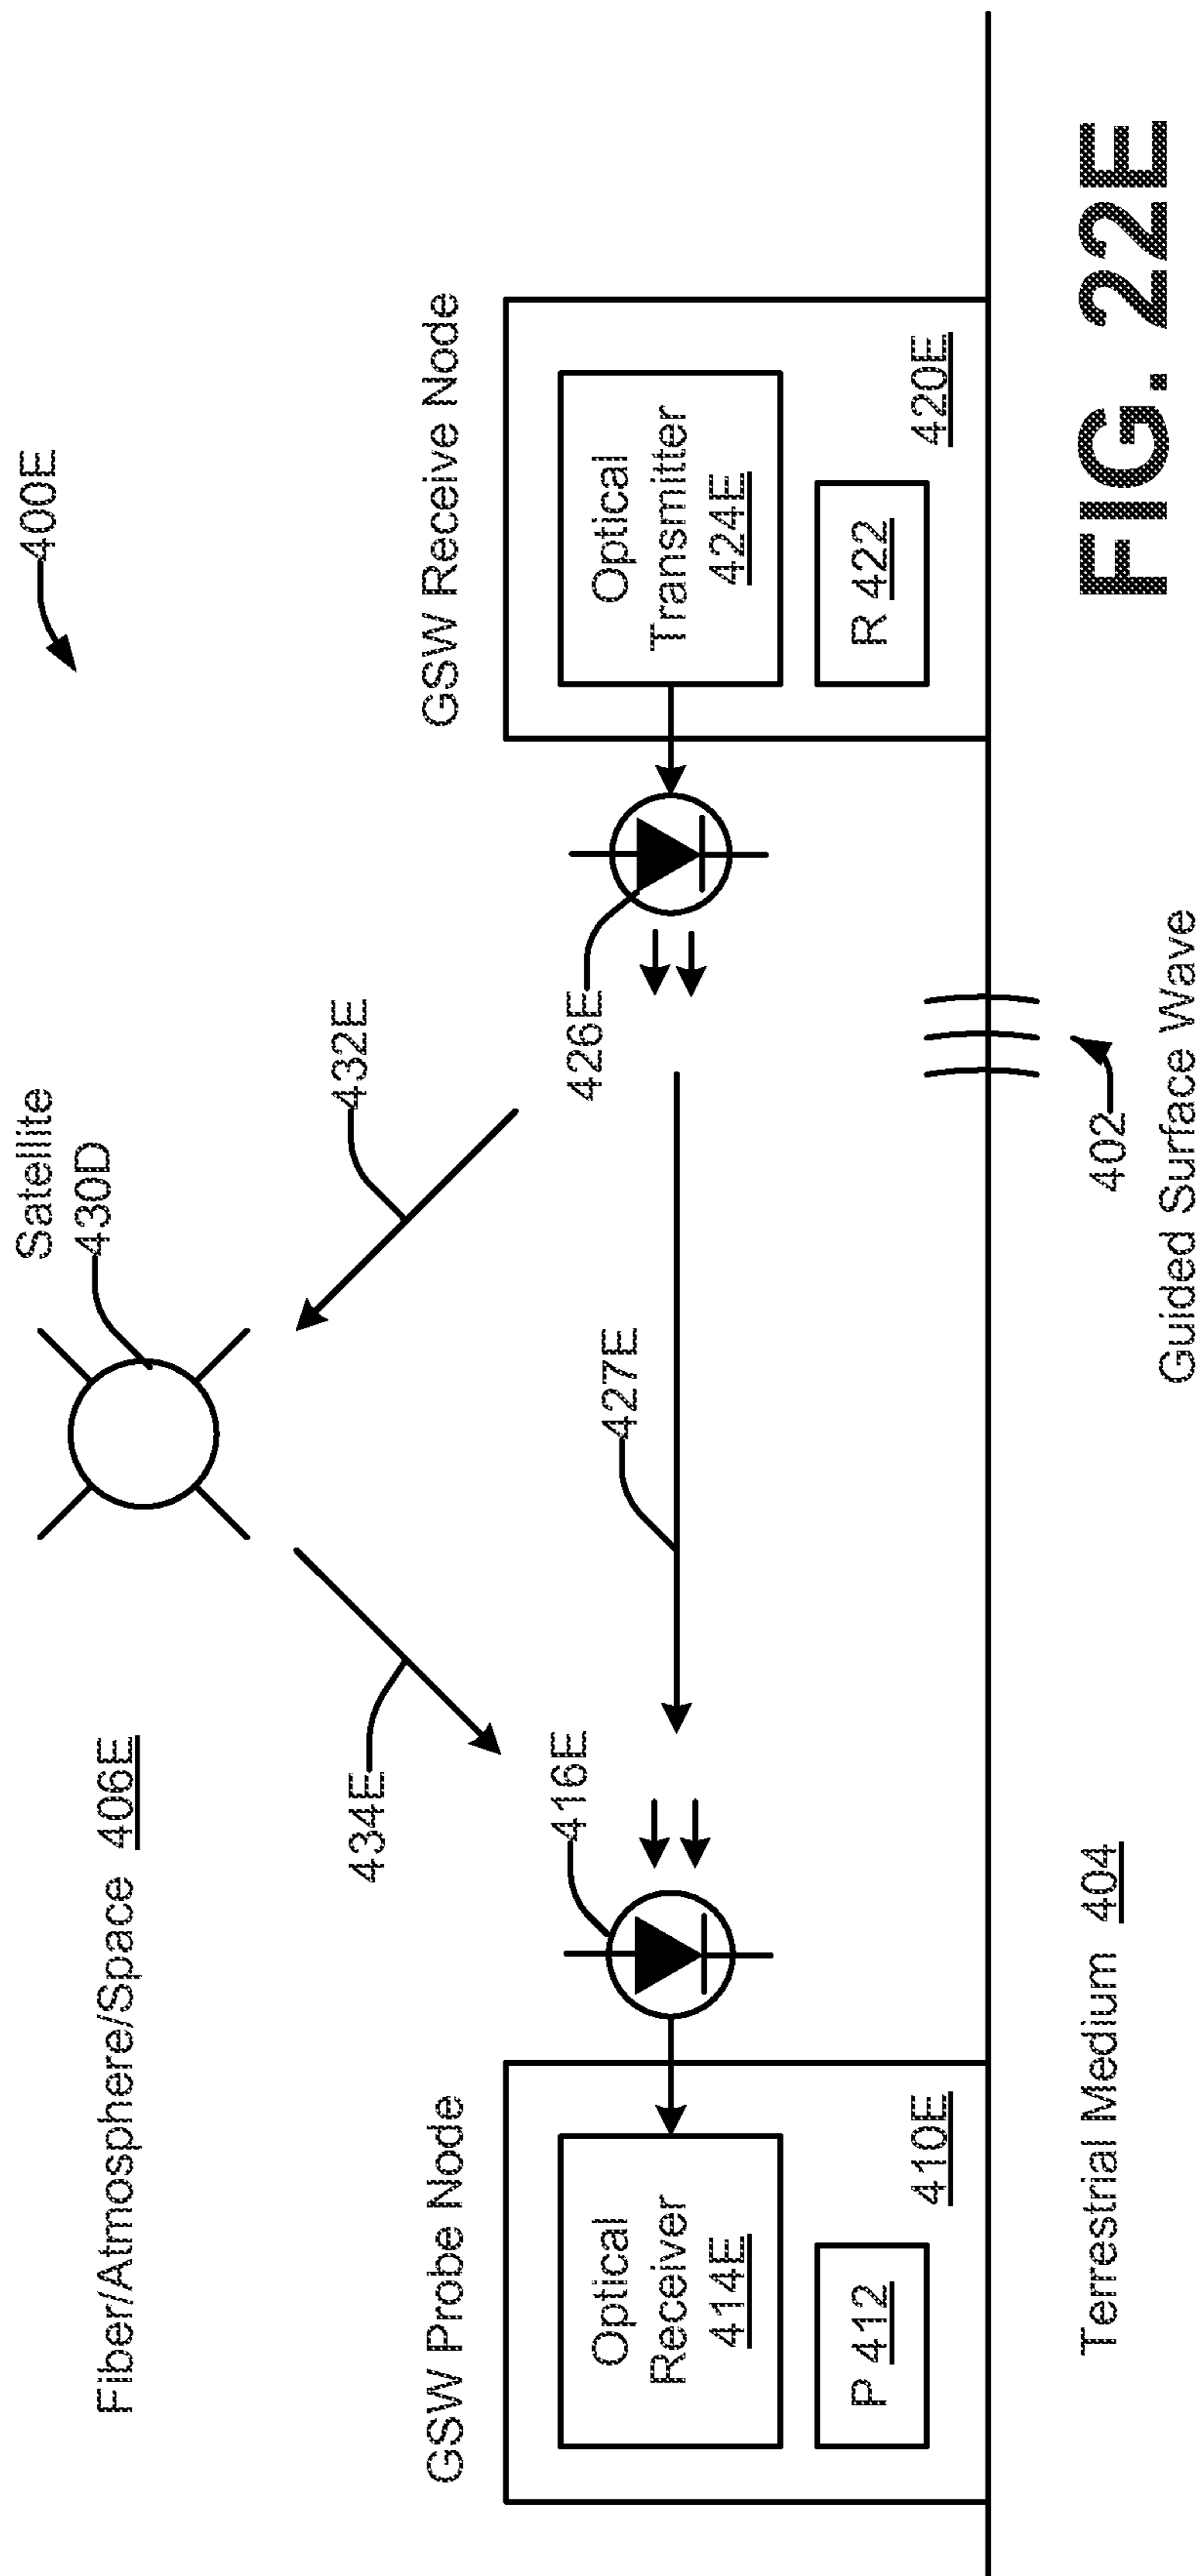 400E
Satellite
430D
Fiber/Atmosphere/Space 406E
432E
434E
GSW Probe Node
GSW Receive Node
416E
427E
426E
Optical
Receiver
414E
Optical
Transmitter
424E
P 412
R 422
410E
420E
402
Terrestrial Medium 404
Guided Surface Wave
FIG. 22E